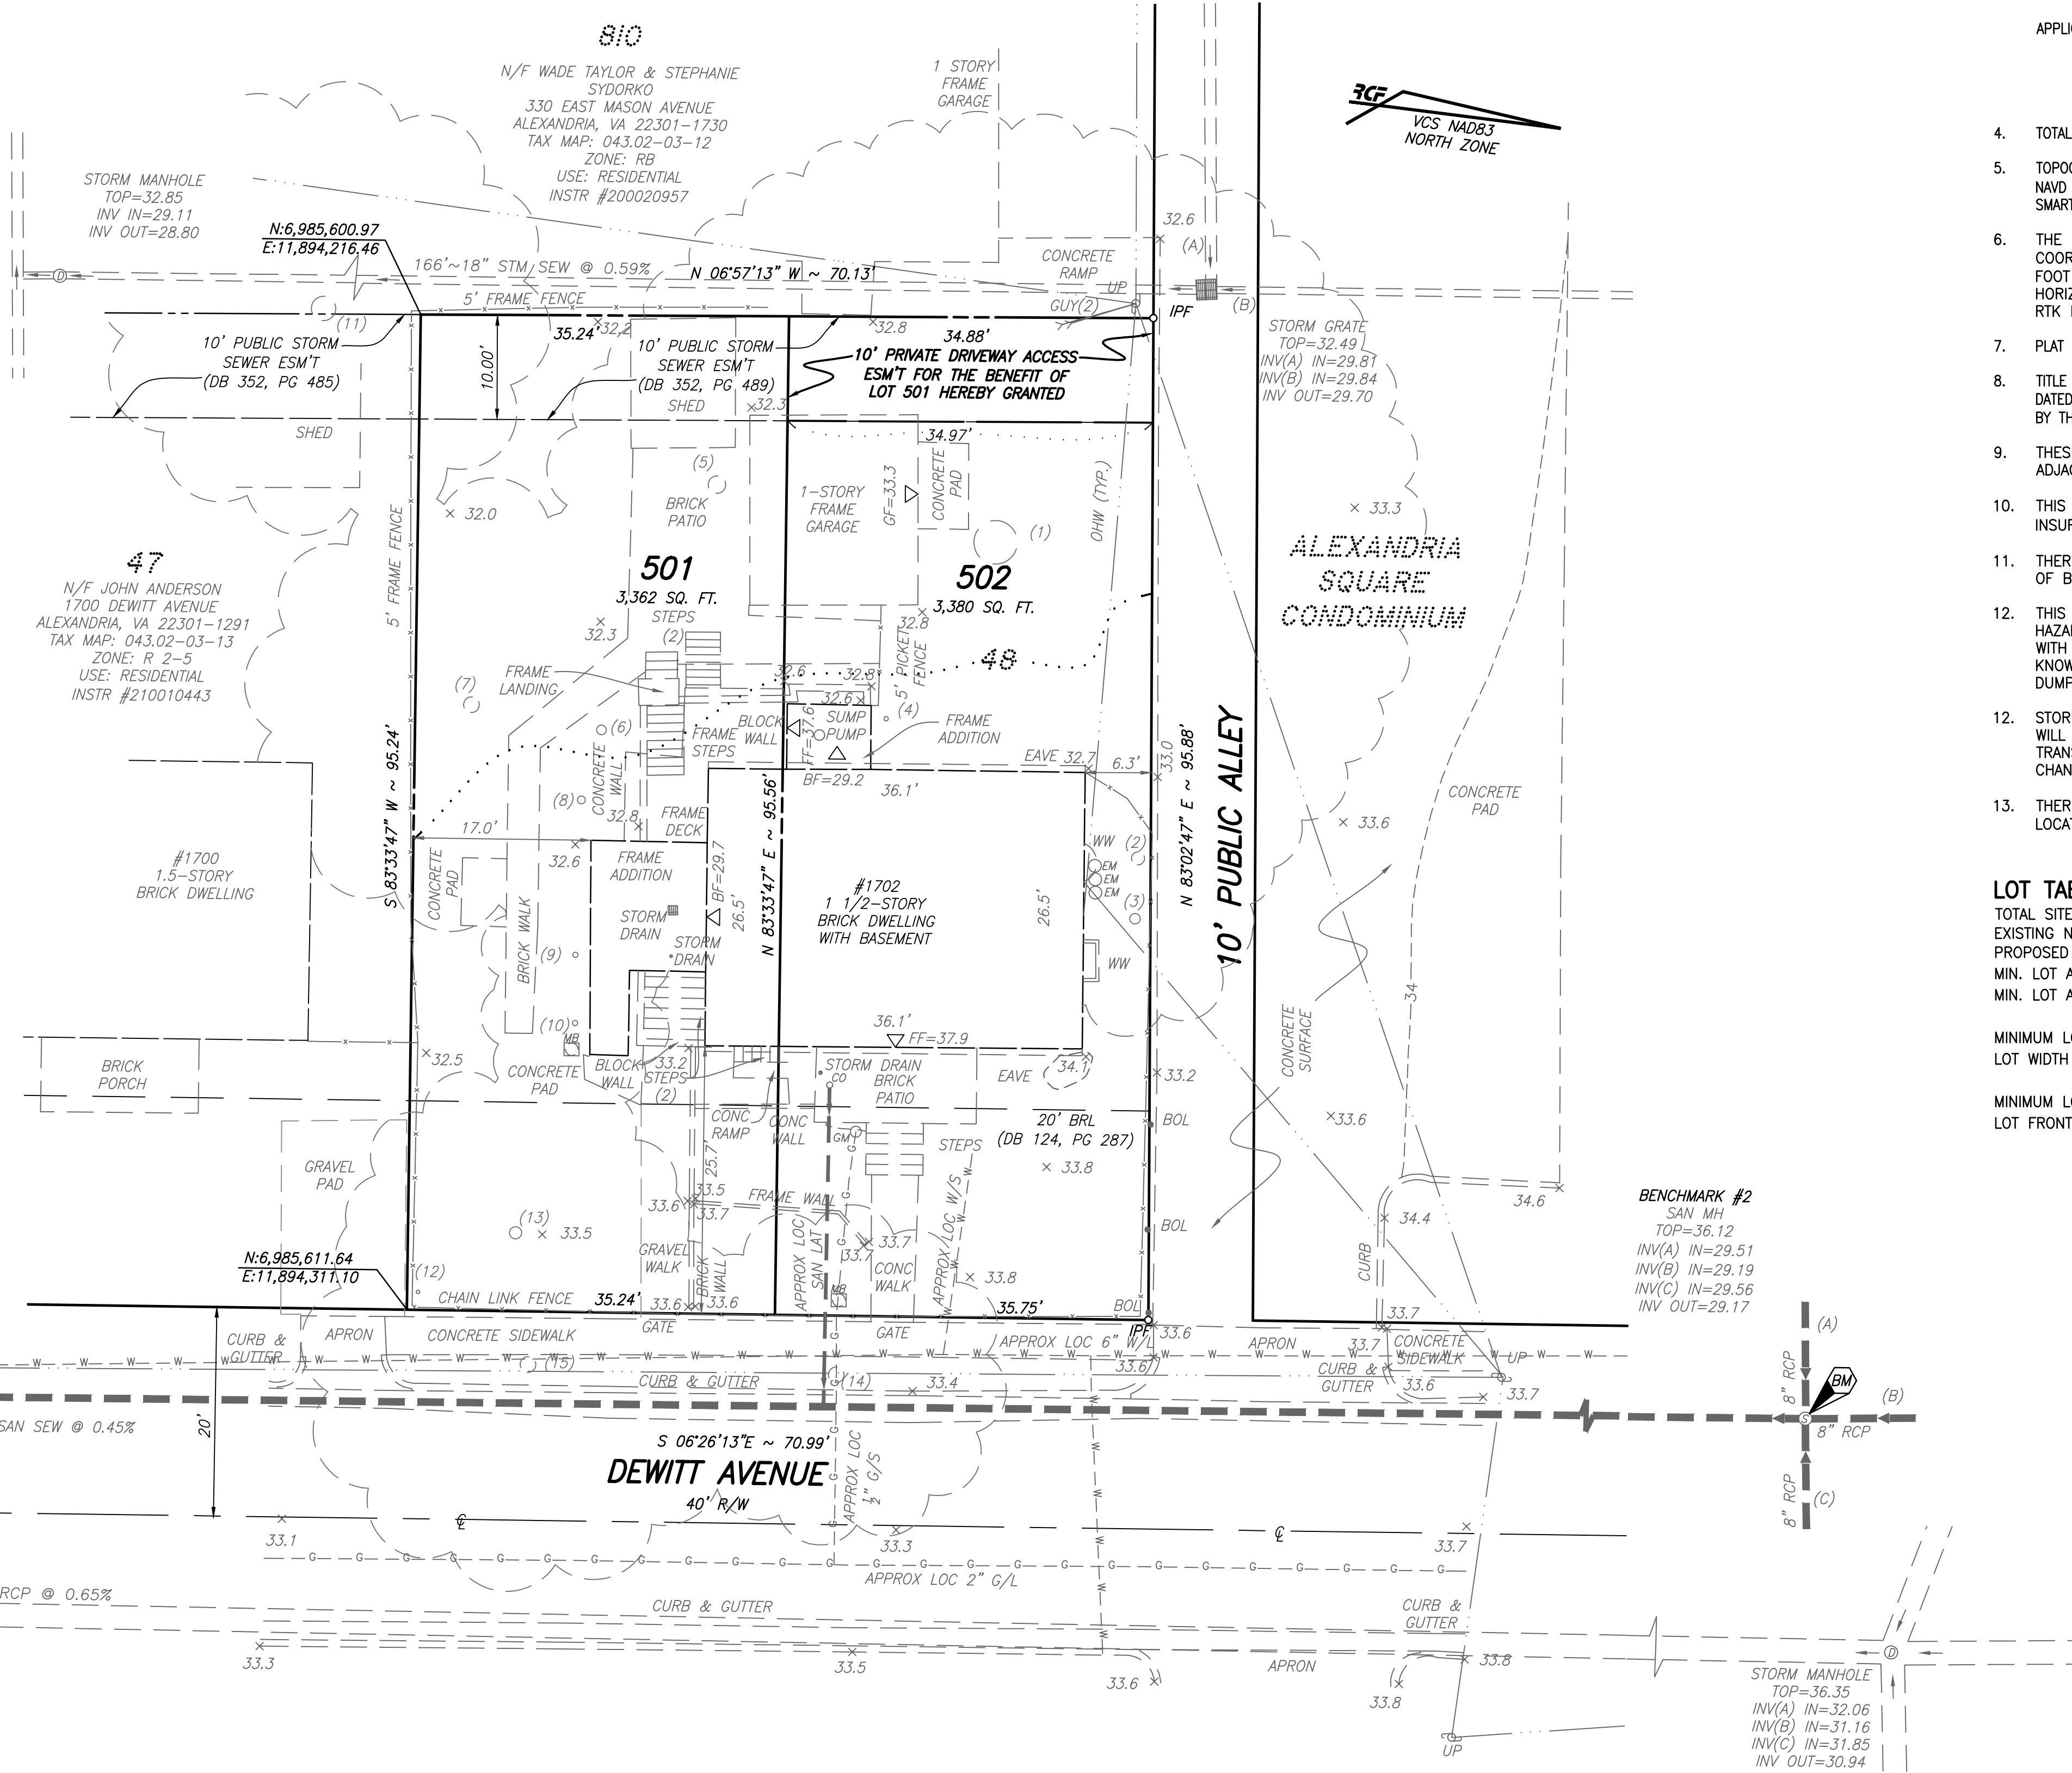 810
N/F WADE TAYLOR & STEPHANIE
SYDORKO
330 EAST MASON AVENUE
ALEXANDRIA, VA 22301-1730
TAX MAP: 043.02-03-12
ZONE: RB
USE: RESIDENTIAL
INSTR #200020957
1 STORY
FRAME
GARAGE
RCF
VCS NAD83
NORTH ZONE
STORM MANHOLE
TOP=32.85
INV IN=29.11
INV OUT=28.80
N:6,985,600.97
E:11,894,216.46
D
166'~18" STM SEW @ 0.59%
N 06°57'13" W ~ 70.13'
5' FRAME FENCE
CONCRETE
RAMP
UP
GUY(2)
32.6
(A)
(B)
IPF
STORM GRATE
TOP=32.49
INV(A) IN=29.81
INV(B) IN=29.84
INV OUT=29.70
(11)
10' PUBLIC STORM
SEWER ESM'T
(DB 352, PG 485)
10.00'
35.24'
32.2
10' PUBLIC STORM
SEWER ESM'T
(DB 352, PG 489)
SHED
32.3
32.8
34.88'
10' PRIVATE DRIVEWAY ACCESS
ESM'T FOR THE BENEFIT OF
LOT 501 HEREBY GRANTED
34.97'
SHED
(5)
BRICK
PATIO
32.0
5' FRAME FENCE
1-STORY
FRAME
GARAGE
GF=33.3
CONCRETE
PAD
(1)
OHW (TYP.)
33.3
ALEXANDRIA
SQUARE
CONDOMINIUM
47
N/F JOHN ANDERSON
1700 DEWITT AVENUE
ALEXANDRIA, VA 22301-1291
TAX MAP: 043.02-03-13
ZONE: R 2-5
USE: RESIDENTIAL
INSTR #210010443
501
3,362 SQ. FT.
502
3,380 SQ. FT.
48
32.3
STEPS
(2)
32.8
5' PICKET
FENCE
FRAME
LANDING
(7)
(6)
32.6
32.8
32.6
FRAME
STEPS
BLOCK
WALL
FF=37.6
SUMP
PUMP
(4)
FRAME
ADDITION
BF=29.2
36.1'
EAVE
32.7
6.3'
33.0
N 83°02'47" E ~ 95.88'
10' PUBLIC ALLEY
S 83°33'47" W ~ 95.24'
N 83°33'47" E ~ 95.56'
CONCRETE
WALL
(8)
32.8
FRAME
DECK
17.0'
32.6
FRAME
ADDITION
BF=29.7
26.5'
STORM
DRAIN
STORM
DRAIN
#1702
1 1/2-STORY
BRICK DWELLING
WITH BASEMENT
26.5'
WW
(2)
EM
EM
EM
(3)
WW
CONCRETE
PAD
33.6
34
CONCRETE
SURFACE
#1700
1.5-STORY
BRICK DWELLING
CONCRETE
PAD
BRICK WALK
(9)
(10)
MB
36.1'
FF=37.9
32.5
BRICK
PORCH
CONCRETE
PAD
BLOCK
WALL
33.2
STEPS
(2)
STORM DRAIN
CO
BRICK
PATIO
EAVE
34.1
33.2
CONC
RAMP
CONC
WALL
GM
20' BRL
(DB 124, PG 287)
BOL
STEPS
33.8
33.6
GRAVEL
PAD
25.7'
33.5
33.6
33.7
FRAME WALL
(13)
33.5
BOL
34.6
34.4
CURB
BENCHMARK #2
SAN MH
TOP=36.12
INV(A) IN=29.51
INV(B) IN=29.19
INV(C) IN=29.56
INV OUT=29.17
N:6,985,611.64
E:11,894,311.10
(12)
GRAVEL
WALK
BRICK
WALL
APPROX LOC
SAN LAT
33.7
33.7
CONC
WALK
APPROX LOC W/S
33.8
MB
CHAIN LINK FENCE
35.24'
33.6
33.6
35.75'
BOL
IPF
33.6
33.7
CURB &
GUTTER
APRON
CONCRETE SIDEWALK
GATE
GATE
APPROX LOC 6" W/L
APRON
33.7
CONCRETE
SIDEWALK
UP
(15)
33.6
CURB &
GUTTER
33.6
33.7
CURB & GUTTER
(14)
33.4
SAN SEW @ 0.45%
20'
S 06°26'13"E ~ 70.99'
DEWITT AVENUE
40' R/W
APPROX LOC
1/2" G/S
33.1
33.3
33.7
APPROX LOC 2" G/L
RCP @ 0.65%
CURB & GUTTER
CURB &
GUTTER
33.3
33.5
33.6
APRON
33.8
33.8
UP
(A)
8" RCP
BM
(B)
S
8" RCP
8" RCP
(C)
D
STORM MANHOLE
TOP=36.35
INV(A) IN=32.06
INV(B) IN=31.16
INV(C) IN=31.85
INV OUT=30.94
4. TOTAL
5.
NAVD
SMART
6. THE
FOOT
RTK
7. PLAT
8. TITLE
DATED
BY
9.
10. THIS
11.
OF
12. THIS
WITH
12.
WILL
13.
LOT
TOTAL SITE
EXISTING
PROPOSED
MIN. LOT
MIN. LOT
MINIMUM
LOT WIDTH
MINIMUM
LOT